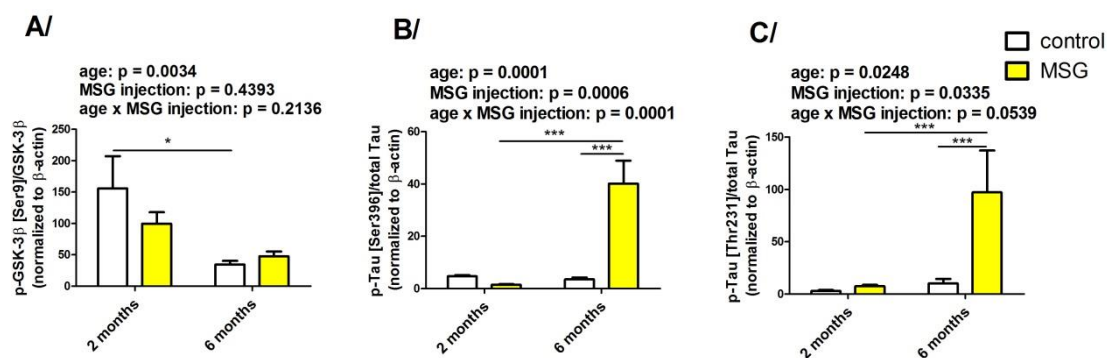 A/
age: p = 0.0034
MSG injection: p = 0.4393
age x MSG injection: p = 0.2136
p-GSK-3β [Ser9]/GSK-3β
(normalized to β-actin)
250
200
150
100
50
0
*
2 months
6 months
B/
age: p = 0.0001
MSG injection: p = 0.0006
age x MSG injection: p = 0.0001
p-Tau [Ser396]/total Tau
(normalized to β-actin)
60
40
20
0
***
***
2 months
6 months
C/
age: p = 0.0248
MSG injection: p = 0.0335
age x MSG injection: p = 0.0539
p-Tau [Thr231]/total Tau
(normalized to β-actin)
150
100
50
0
***
***
2 months
6 months
control
MSG